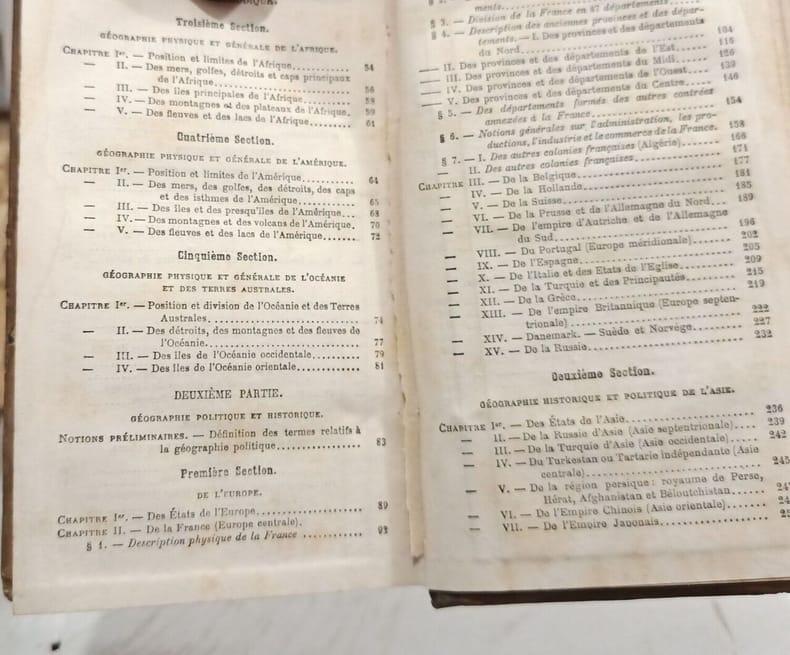 Troisième Section.
GÉOGRAPHIE PHYSIQUE ET GÉNÉRALE DE L'AFRIQUE.
CHAPITRE Ier. — Position et limites de l'Afrique............ 54
— II. — Des mers, golfes, détroits et caps principaux
de l'Afrique........................ 56
— III. — Des îles principales de l'Afrique......... 58
— IV. — Des montagnes et des plateaux de l'Afrique. 59
— V. — Des fleuves et des lacs de l'Afrique........ 61
Quatrième Section.
GÉOGRAPHIE PHYSIQUE ET GÉNÉRALE DE L'AMÉRIQUE.
CHAPITRE Ier. — Position et limites de l'Amérique............ 64
— II. — Des mers, des golfes, des détroits, des caps
et des isthmes de l'Amérique............ 65
— III. — Des îles et des presqu'îles de l'Amérique... 68
— IV. — Des montagnes et des volcans de l'Amérique. 70
— V. — Des fleuves et des lacs de l'Amérique....... 72
Cinquième Section.
GÉOGRAPHIE PHYSIQUE ET GÉNÉRALE DE L'OCÉANIE
ET DES TERRES AUSTRALES.
CHAPITRE Ier. — Position et division de l'Océanie et des Terres
Australes............................ 74
— II. — Des détroits, des montagnes et des fleuves de
l'Océanie............................ 77
— III. — Des îles de l'Océanie occidentale........... 79
— IV. — Des îles de l'Océanie orientale............. 81
DEUXIÈME PARTIE.
GÉOGRAPHIE POLITIQUE ET HISTORIQUE.
NOTIONS PRÉLIMINAIRES. — Définition des termes relatifs à
la géographie politique................. 83
Première Section.
DE L'EUROPE.
CHAPITRE Ier. — Des États de l'Europe...................... 89
CHAPITRE II. — De la France (Europe centrale).
§ 1. — Description physique de la France ............ 92
ments.
§ 3. — Division de la France en 87 départements..
§ 4. — Description des anciennes provinces et des dépar-
tements. — I. Des provinces et des départements
du Nord............................ 104
— II. Des provinces et des départements de l'Est. 115
— III. Des provinces et des départements du Midi. 126
— IV. Des provinces et des départements de l'Ouest. 139
— V. Des provinces et des départements du Centre. 146
§ 5. — Des départements formés des autres contrées
annexées à la France.................... 154
§ 6. — Notions générales sur l'administration, les pro-
ductions, l'industrie et le commerce de la France. 158
§ 7. — I. Des autres colonies françaises (Algérie). 166
II. Des autres colonies françaises............ 171
CHAPITRE III. — De la Belgique..................... 177
— IV. — De la Hollande..................... 181
— V. — De la Suisse..................... 185
— VI. — De la Prusse et de l'Allemagne du Nord... 189
— VII. — De l'empire d'Autriche et de l'Allemagne
du Sud..................... 196
— VIII. — Du Portugal (Europe méridionale)....... 202
— IX. — De l'Espagne..................... 205
— X. — De l'Italie et des Etats de l'Eglise....... 209
— XI. — De la Turquie et des Principautés....... 215
— XII. — De la Grèce..................... 219
— XIII. — De l'empire Britannique (Europe septen-
trionale)..................... 222
— XIV. — Danemark. — Suède et Norvège....... 227
— XV. — De la Russie..................... 232
Deuxième Section.
GÉOGRAPHIE HISTORIQUE ET POLITIQUE DE L'ASIE.
CHAPITRE Ier. — Des États de l'Asie..................... 236
— II. — De la Russie d'Asie (Asie septentrionale).... 239
— III. — De la Turquie d'Asie (Asie occidentale).... 242
— IV. — Du Turkestan ou Tartarie indépendante (Asie
centrale)..................... 245
— V. — De la région persique : royaume de Perse,
Hérat, Afghanistan et Béloutchistan......
— VI. — De l'Empire Chinois (Asie orientale)......
— VII. — De l'Empire Japonais.....................